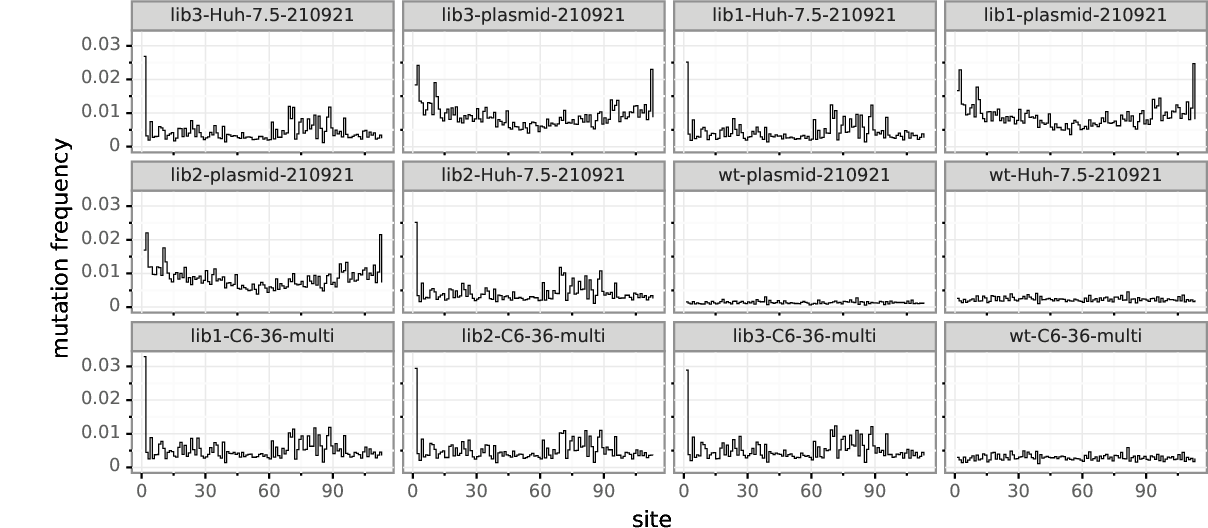 lib3-Huh-7.5-210921 lib3-plasmid-210921 lib1-Huh-7.5-210921 lib1-plasmid-210921
0.03
0.02
0.01
0
lib2-plasmid-210921 lib2-Huh-7.5-210921 wt-plasmid-210921 wt-Huh-7.5-210921
0.03
0.02
0.01
0
mutation frequency
lib1-C6-36-multi lib2-C6-36-multi lib3-C6-36-multi wt-C6-36-multi
0.03
0.02
0.01
0
0 30 60 90 0 30 60 90 0 30 60 90 0 30 60 90
site